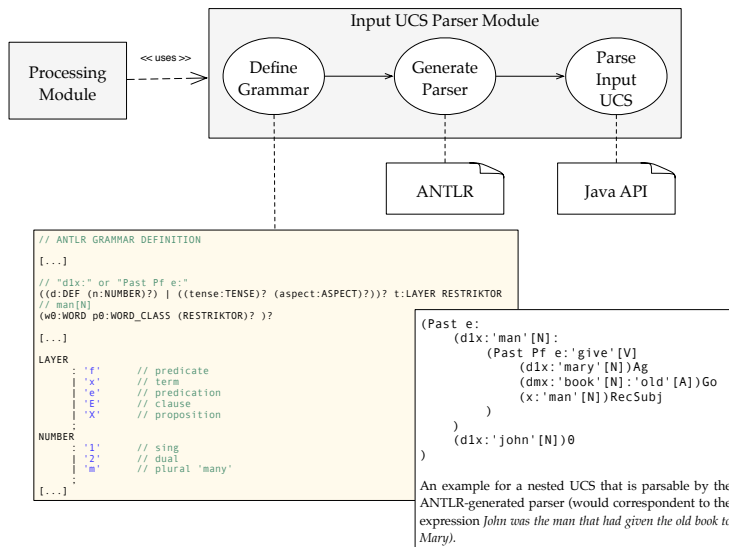 Input UCS Parser Module
Processing
Module
<< uses >>
Define
Grammar
Generate
Parser
Parse
Input
UCS
ANTLR
Java API
// ANTLR GRAMMAR DEFINITION
[...]
// "d1x:" or "Past Pf e:"
((d:DEF (n:NUMBER)?) | ((tense:TENSE)? (aspect:ASPECT)?))? t:LAYER RESTRIKTOR
// man[N]
(w0:WORD p0:WORD_CLASS (RESTRIKTOR)? )?
[...]
LAYER
: 'f' // predicate
| 'x' // term
| 'e' // predication
| 'E' // clause
| 'X' // proposition
;
NUMBER
: '1' // sing
| '2' // dual
| 'm' // plural 'many'
;
[...]
(Past e:
(d1x:'man'[N]:
(Past Pf e:'give'[V]
(d1x:'mary'[N])Ag
(dmx:'book'[N]:'old'[A])Go
(x:'man'[N])RecSubj
)
)
(d1x:'john'[N])0
)
An example for a nested UCS that is parsable by the
ANTLR-generated parser (would correspondent to the
expression John was the man that had given the old book to
Mary).